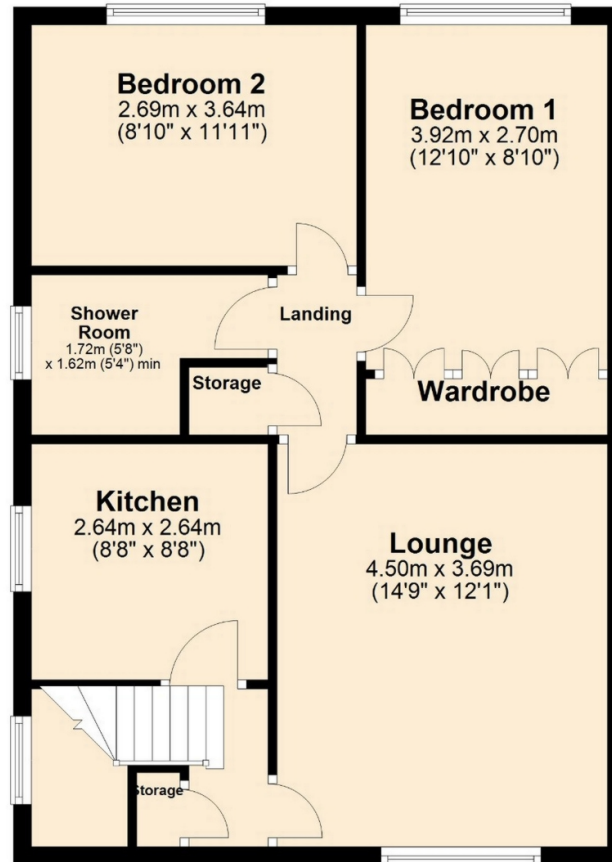 Bedroom 2
2.69m x 3.64m
(8'10" x 11'11")
Bedroom 1
3.92m x 2.70m
(12'10" x 8'10")
Shower
Room
1.72m (5'8")
x 1.62m (5'4") min
Landing
Storage
Wardrobe
Kitchen
2.64m x 2.64m
(8'8" x 8'8")
Lounge
4.50m x 3.69m
(14'9" x 12'1")
Storage